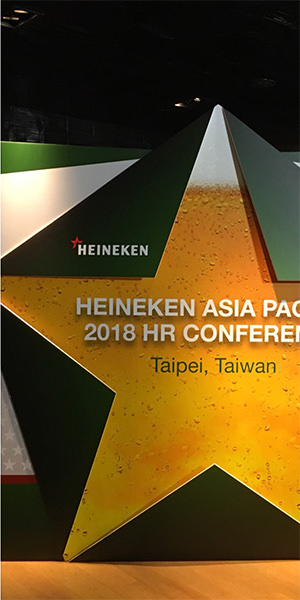 HEINEKEN
HEINEKEN ASIA PAC
2018 HR CONFEREN
Taipei, Taiwan